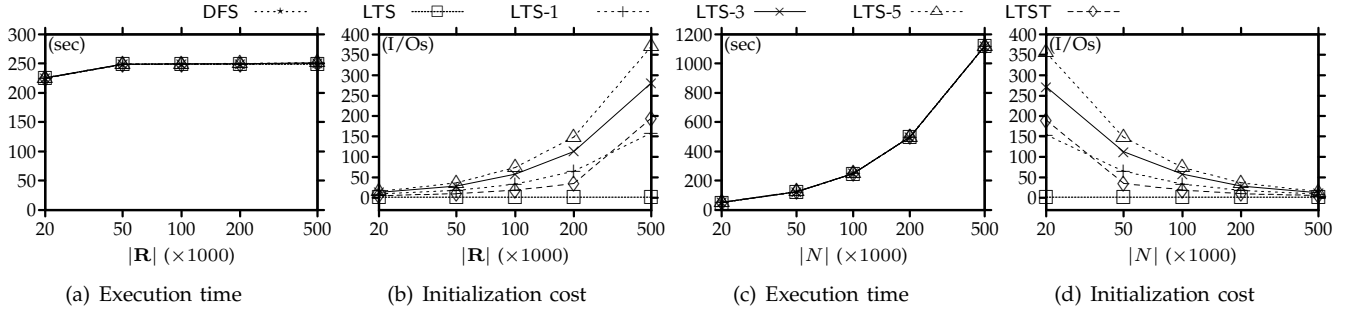 DFS LTS LTS-1 LTS-3 LTS-5 LTST
(sec)
300
250
200
150
100
50
0
20 50 100 200 500
|R| (×1000)
(a) Execution time
(I/Os)
400
350
300
250
200
150
100
50
0
20 50 100 200 500
|R| (×1000)
(b) Initialization cost
(sec)
1200
1000
800
600
400
200
0
20 50 100 200 500
|N| (×1000)
(c) Execution time
(I/Os)
400
350
300
250
200
150
100
50
0
20 50 100 200 500
|N| (×1000)
(d) Initialization cost